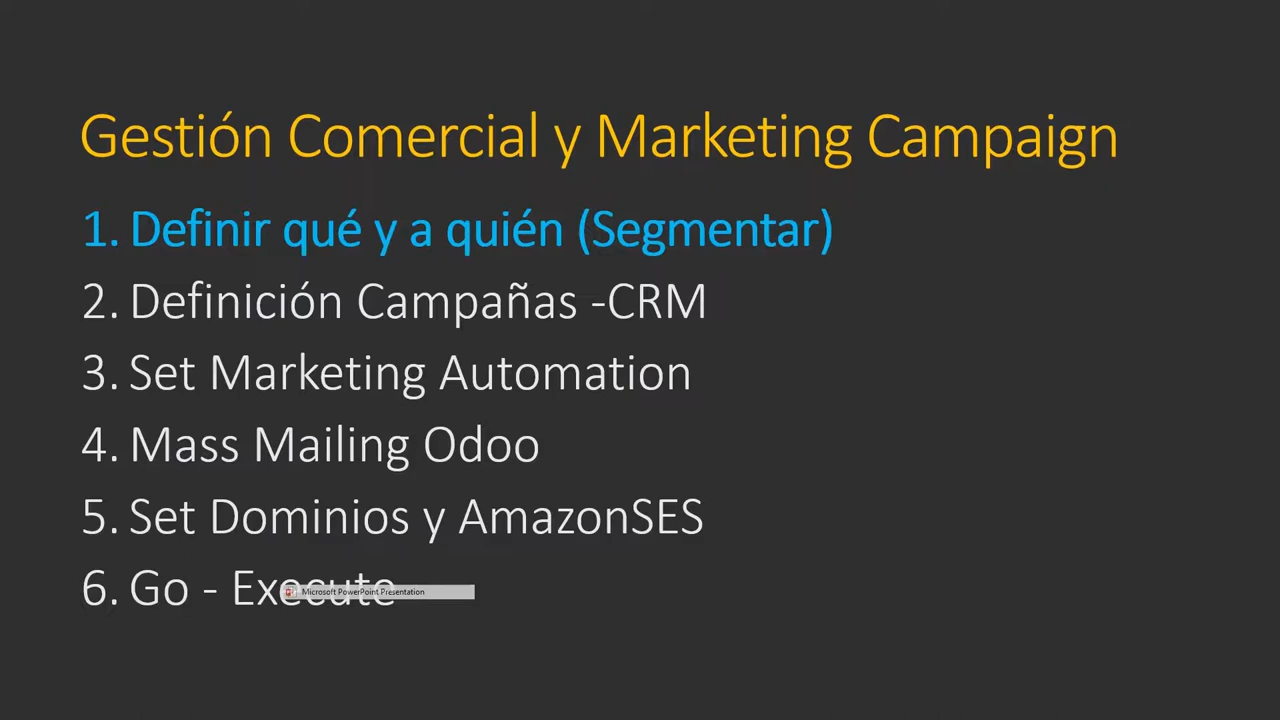 Gestión Comercial y Marketing Campaign
1. Definir qué y a quién (Segmentar)
2. Definición Campañas -CRM
3. Set Marketing Automation
4. Mass Mailing Odoo
5. Set Dominios y AmazonSES
6. Go - Execute
Microsoft PowerPoint Presentation